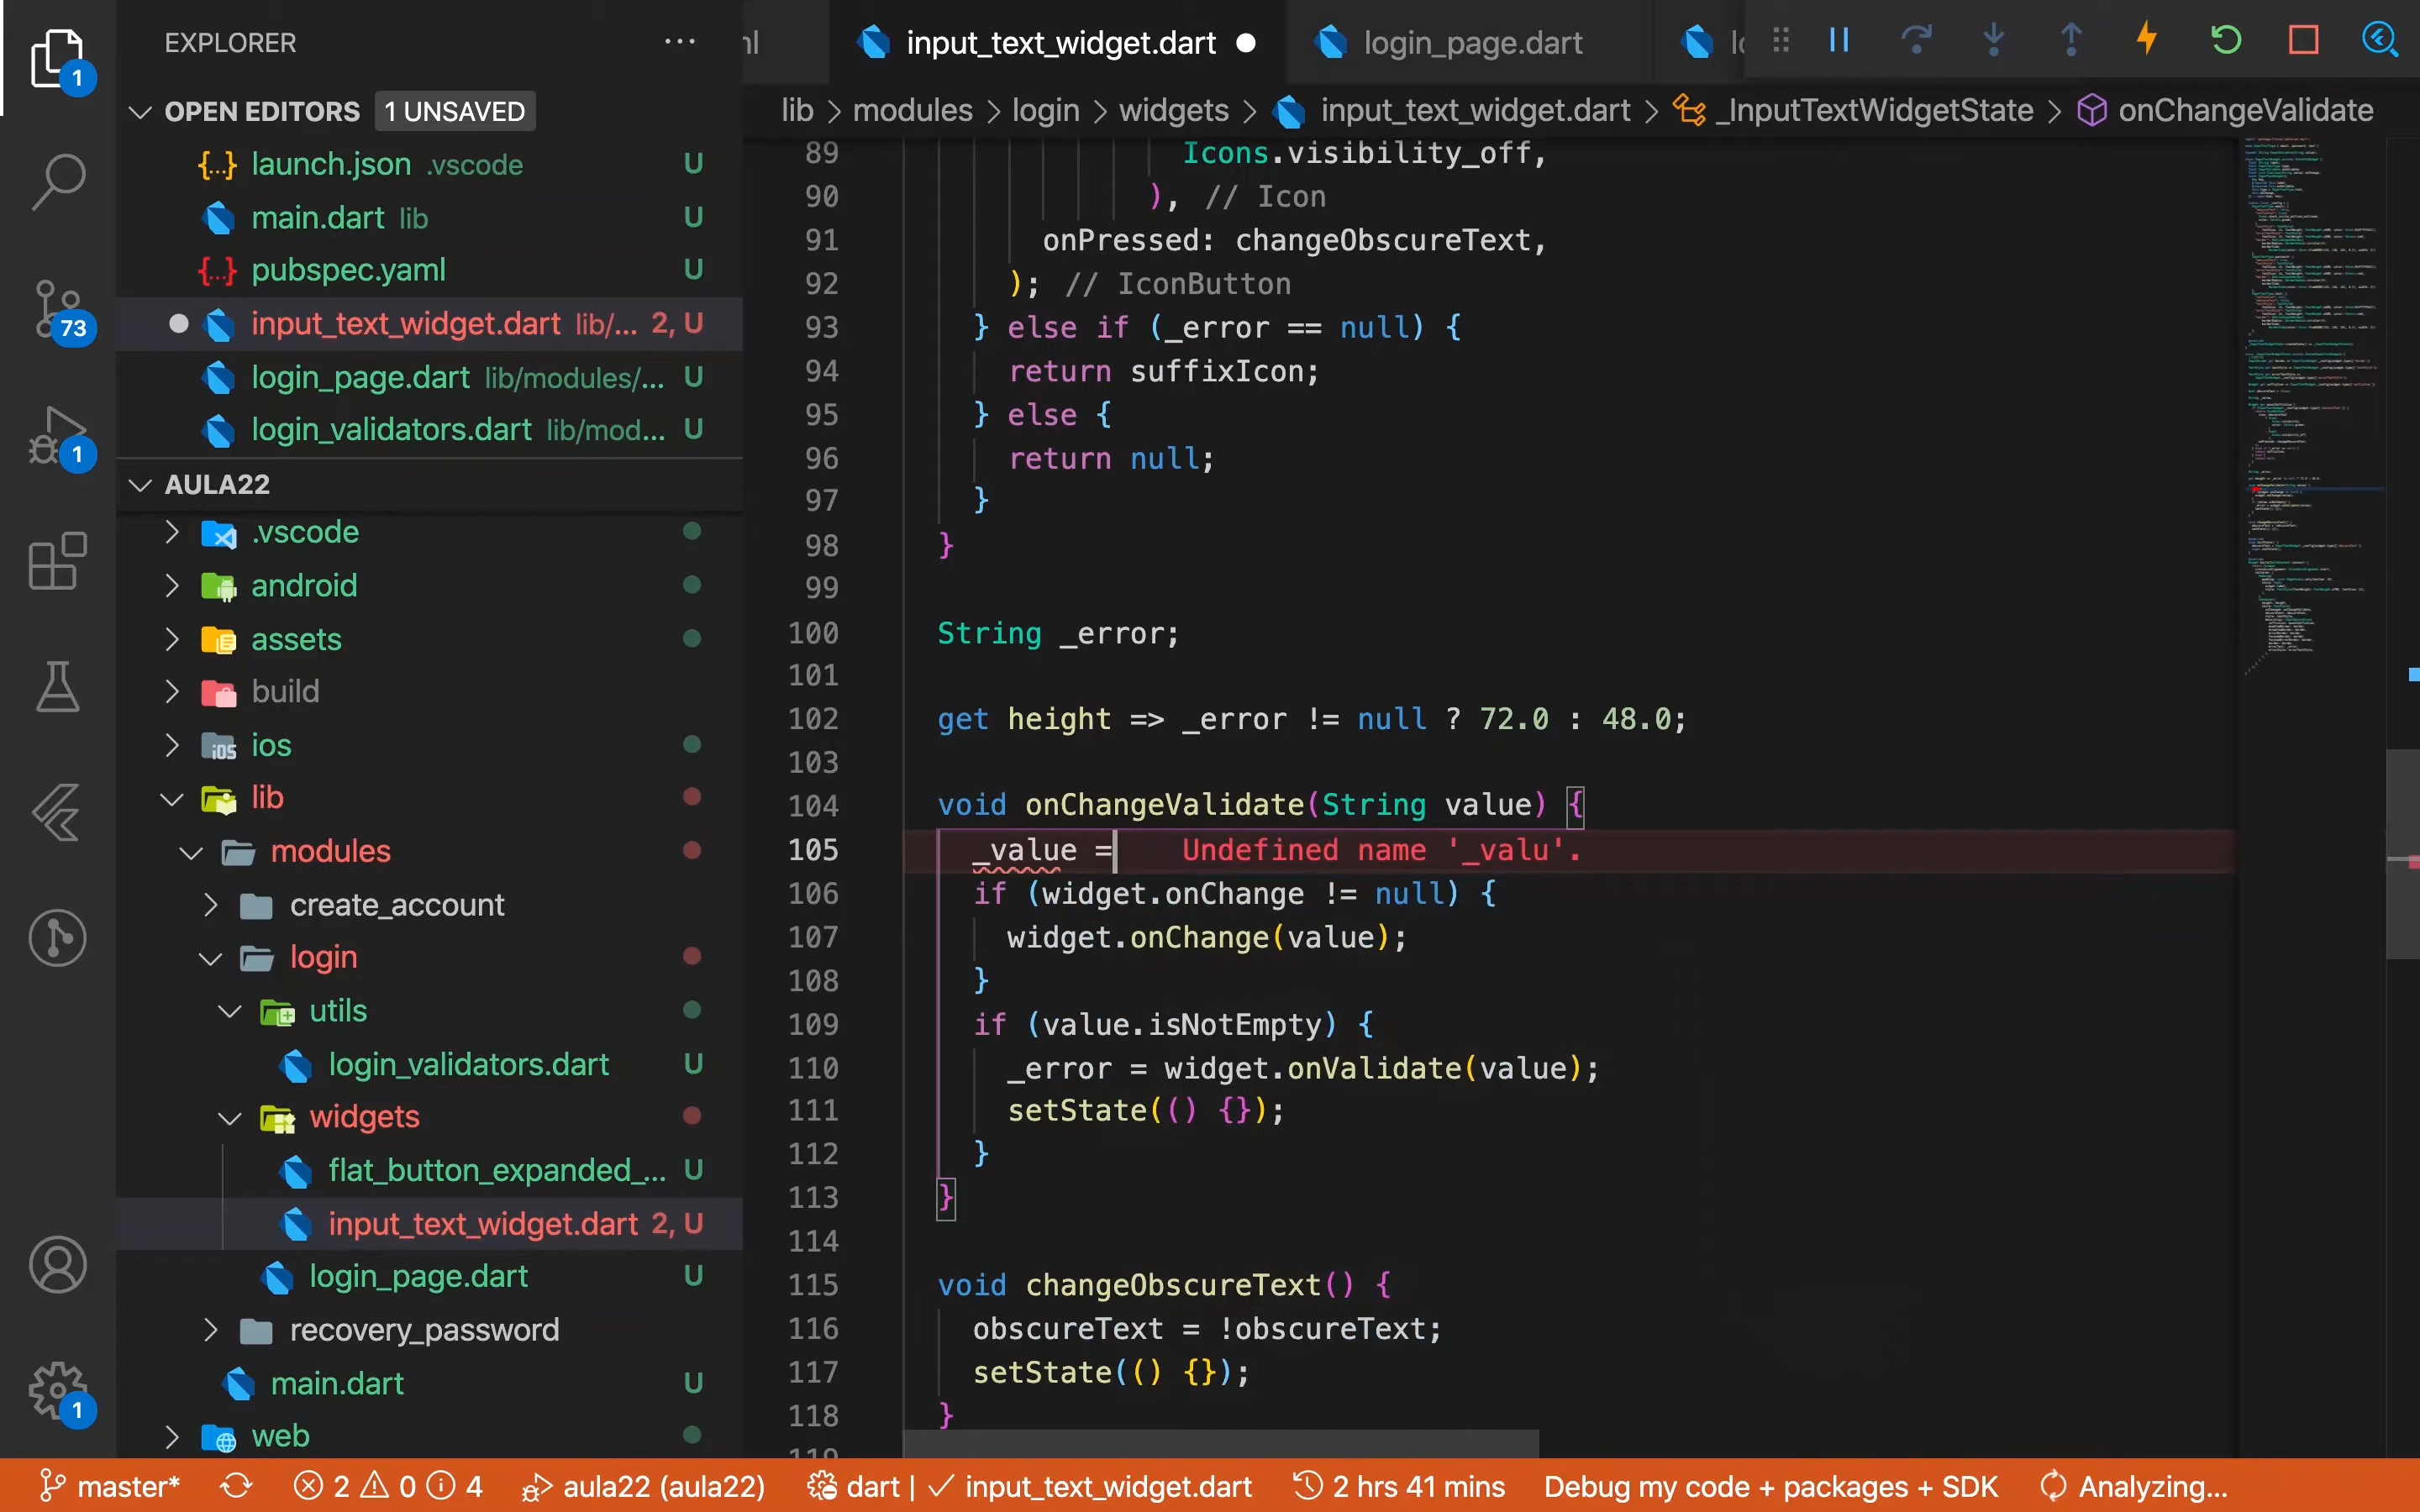 EXPLORER
OPEN EDITORS 1 UNSAVED
launch.json .vscode U
main.dart lib U
pubspec.yaml U
input_text_widget.dart lib/... 2, U
login_page.dart lib/modules/... U
login_validators.dart lib/mod... U
AULA22
.vscode
android
assets
build
ios
lib
modules
create_account
login
utils
login_validators.dart U
widgets
flat_button_expanded_... U
input_text_widget.dart 2, U
login_page.dart U
recovery_password
main.dart U
web
1
73
1
1
input_text_widget.dart
login_page.dart
lib > modules > login > widgets > input_text_widget.dart > _InputTextWidgetState > onChangeValidate
89 Icons.visibility_off,
90 ), // Icon
91 onPressed: changeObscureText,
92 ); // IconButton
93 } else if (_error == null) {
94 return suffixIcon;
95 } else {
96 return null;
97 }
98 }
99
100 String _error;
101
102 get height => _error != null ? 72.0 : 48.0;
103
104 void onChangeValidate(String value) {
105 _value = Undefined name '_valu'.
106 if (widget.onChange != null) {
107 widget.onChange(value);
108 }
109 if (value.isNotEmpty) {
110 _error = widget.onValidate(value);
111 setState(() {});
112 }
113 }
114
115 void changeObscureText() {
116 obscureText = !obscureText;
117 setState(() {});
118 }
master* 2 0 4 aula22 (aula22) dart | ✓ input_text_widget.dart 2 hrs 41 mins Debug my code + packages + SDK Analyzing...